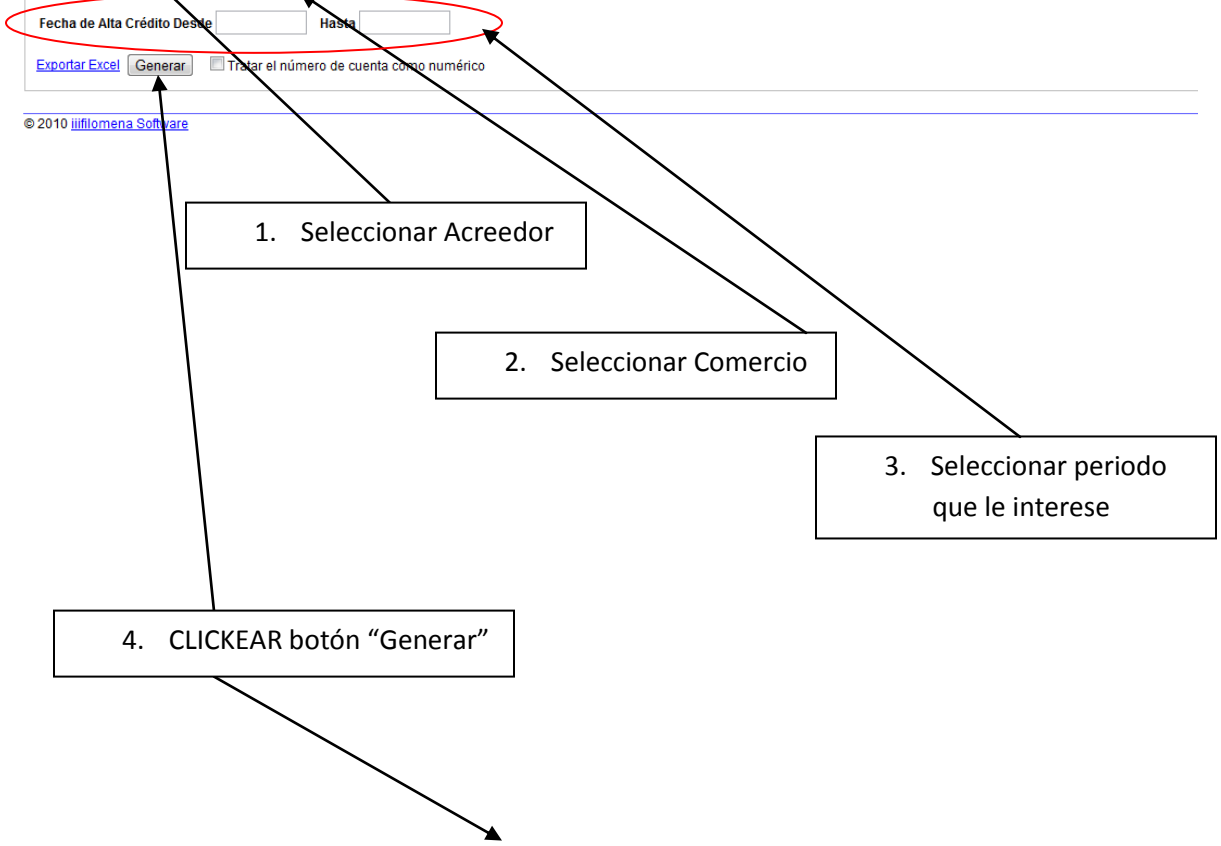 Fecha de Alta Crédito Desde Hasta
Exportar Excel Generar Tratar el número de cuenta como numérico
© 2010 iiifilomena Software
1. Seleccionar Acreedor
2. Seleccionar Comercio
3. Seleccionar periodo
que le interese
4. CLICKEAR botón “Generar”